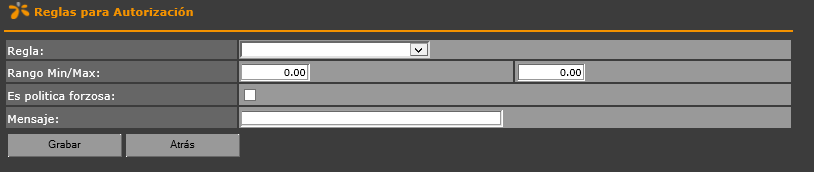 Reglas para Autorización
Regla:
Rango Min/Max: 0.00 0.00
Es politica forzosa:
Mensaje:
Grabar Atrás